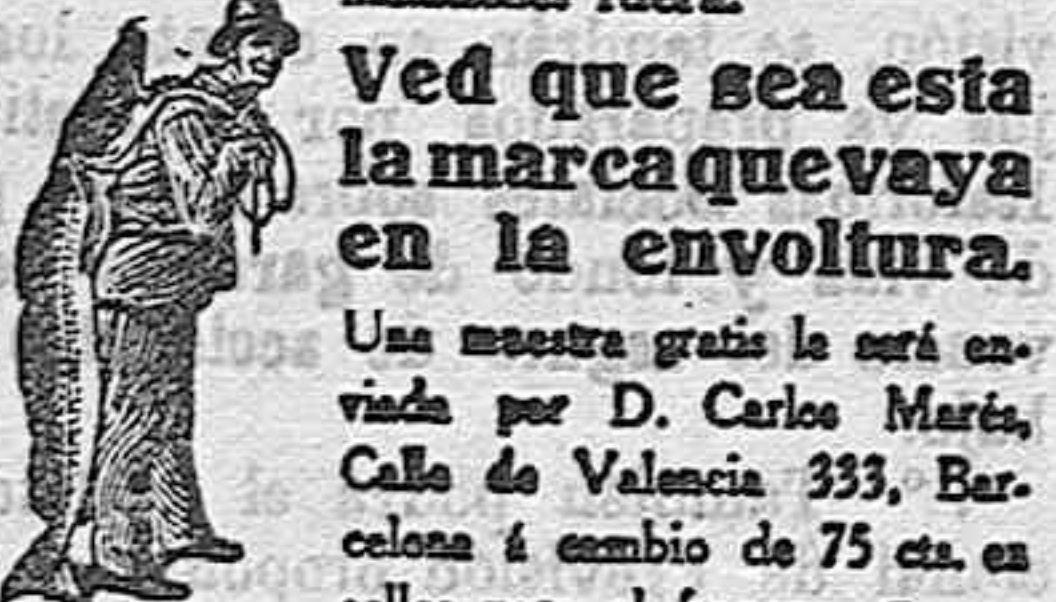 Ved que sea esta
la marca que vaya
en la envoltura.
Una muestra gratis le será en-
viada por D. Carlos Marés,
Calle de Valencia 333, Bar-
celona á cambio de 75 cts. en